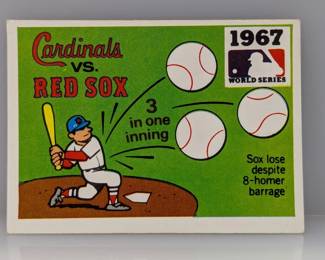 Cardinals
VS.
RED SOX
1967
WORLD SERIES
3
in one
inning
Sox lose
despite
8-homer
barrage